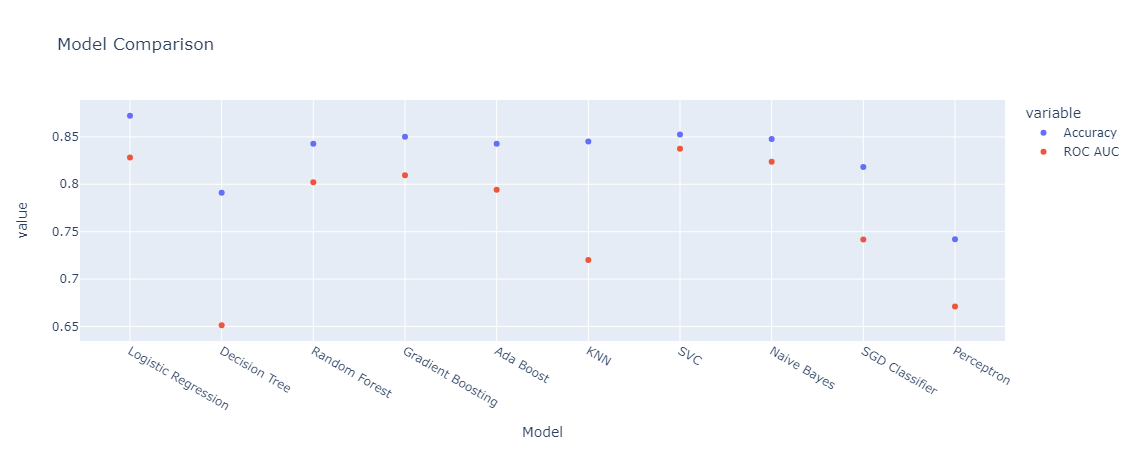 Model Comparison
variable
Accuracy
ROC AUC
0.85
0.8
0.75
0.7
0.65
value
Logistic Regression
Decision Tree
Random Forest
Gradient Boosting
Ada Boost
KNN
SVC
Naive Bayes
SGD Classifier
Perceptron
Model